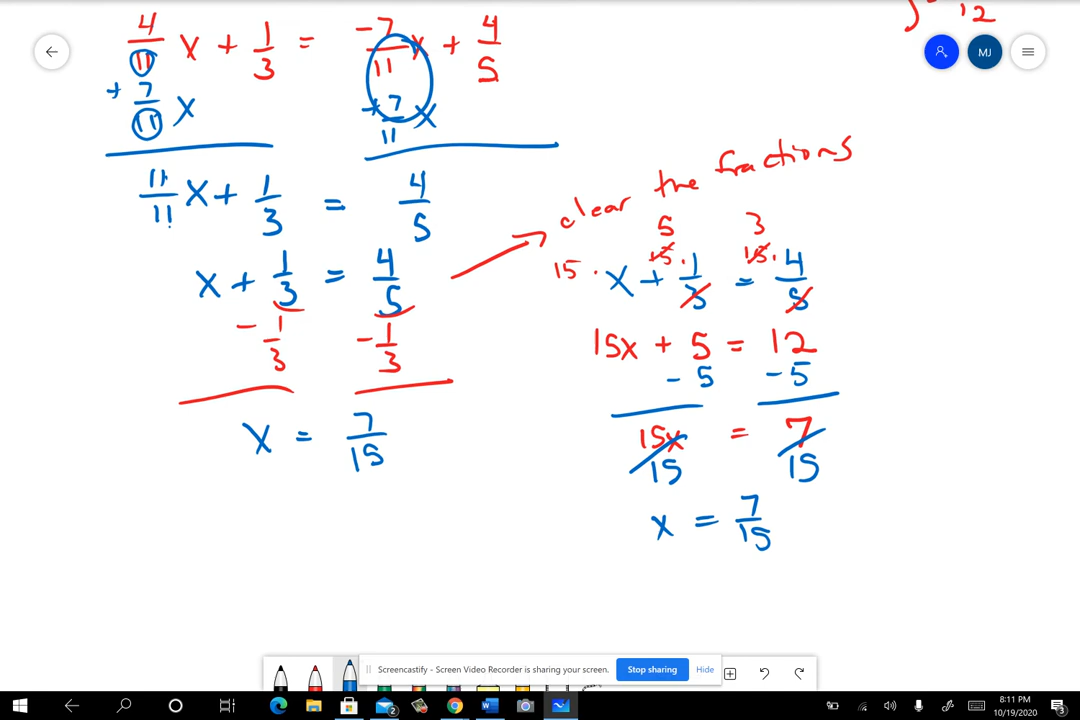 4/11 x + 1/3 = -7/11 x + 4/5
+ 7/11 x + 7/11 x
11/11 x + 1/3 = 4/5
x + 1/3 = 4/5
- 1/3 - 1/3
x = 7/15
clear the fractions
5 3
15 · x + 15 · 1/3 = 15 · 4/5
15x + 5 = 12
- 5 - 5
15x/15 = 7/15
x = 7/15
12
MJ
Screencastify - Screen Video Recorder is sharing your screen. Stop sharing Hide
2
8:11 PM
10/19/2020
3